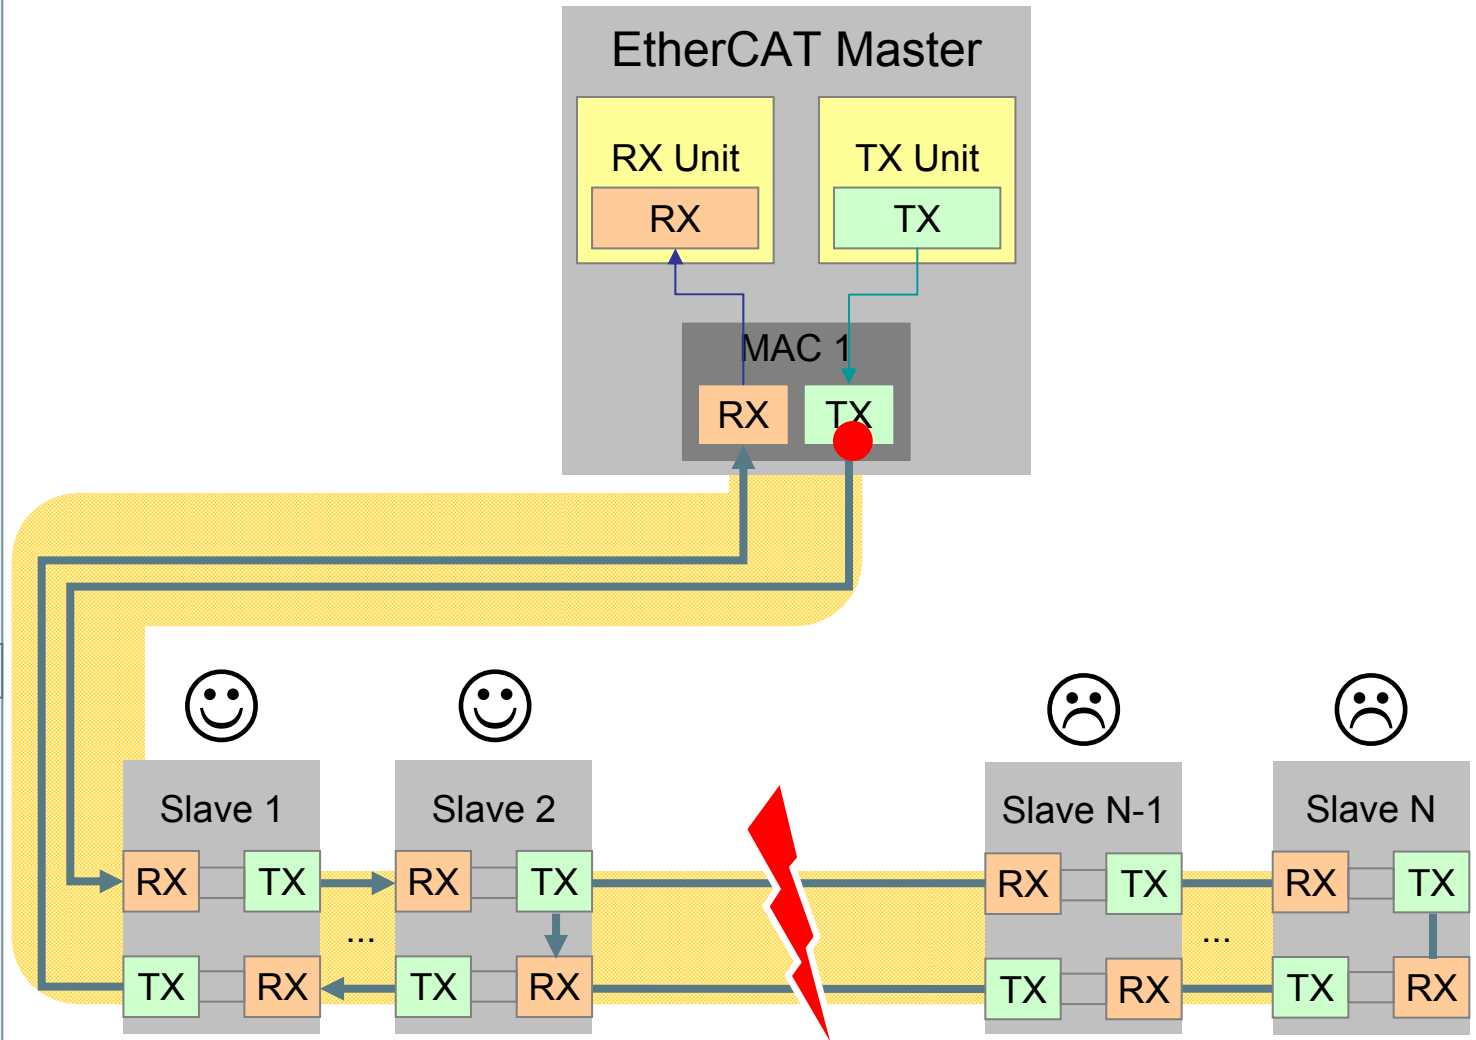 EtherCAT Master
RX Unit
TX Unit
RX
TX
MAC 1
RX
TX
Slave 1
Slave 2
Slave N-1
Slave N
RX
TX
RX
TX
RX
TX
RX
TX
...
...
TX
RX
TX
RX
TX
RX
TX
RX